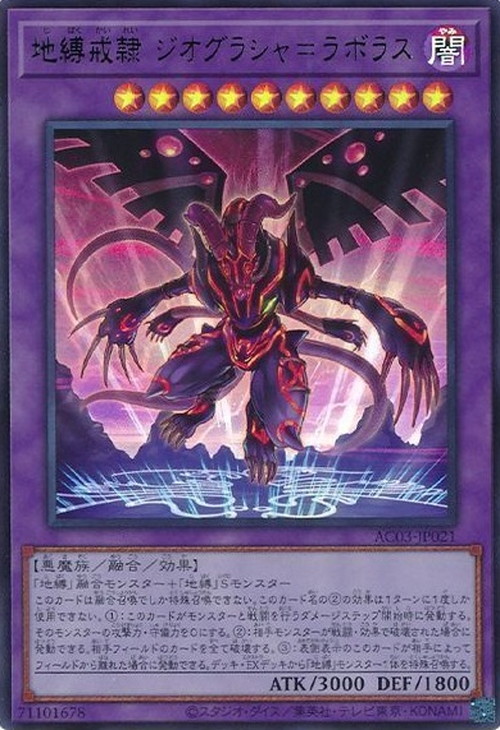 地縛戒隷 ジオグラシャ=ラボラス
闇
AC03-JP021
【悪魔族/融合/効果】
「地縛」融合モンスター+「地縛」Sモンスター
このカードは融合召喚でしか特殊召喚できない。このカード名の②の効果は1ターンに1度しか
使用できない。①:このカードがモンスターと戦闘を行うダメージステップ開始時に発動する。
そのモンスターの攻撃力・守備力を0にする。②:相手モンスターが戦闘・効果で破壊された場合に
発動できる。相手フィールドのカードを全て破壊する。③:表側表示のこのカードが相手によって
フィールドから離れた場合に発動できる。デッキ・EXデッキから「地縛」モンスター1体を特殊召喚する。
ATK/3000 DEF/1800
71101678 ©スタジオ・ダイス/集英社・テレビ東京・KONAMI